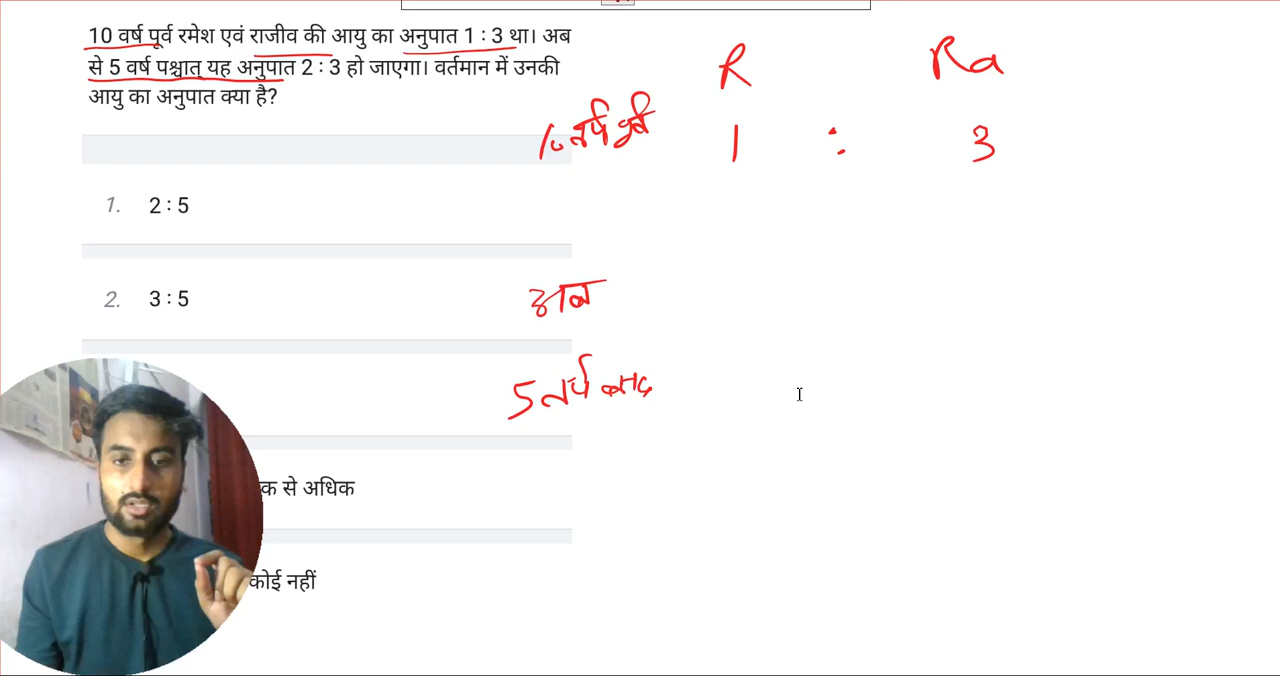 10 वर्ष पूर्व रमेश एवं राजीव की आयु का अनुपात 1 : 3 था। अब
से 5 वर्ष पश्चात् यह अनुपात 2 : 3 हो जाएगा। वर्तमान में उनकी
आयु का अनुपात क्या है?
R Ra
10 वर्ष पूर्व 1 : 3
1. 2 : 5
2. 3 : 5
अब
5 वर्ष बाद
क से अधिक
कोई नहीं